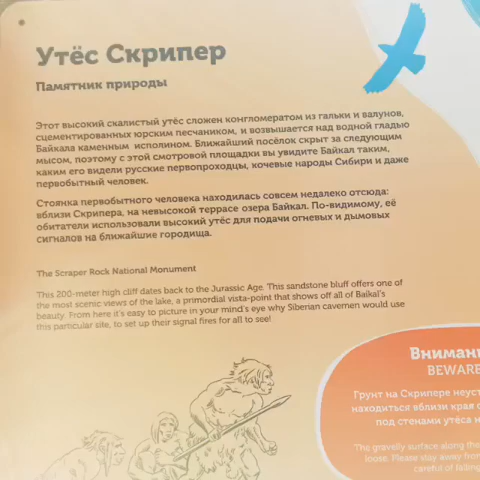 Утёс Скрипер
Памятник природы
Этот высокий скалистый утёс сложен конгломератом из гальки и валунов,
сцементированных юрским песчаником, и возвышается над водной гладью
Байкала каменным исполином. Ближайший посёлок скрыт за следующим
мысом, поэтому с этой смотровой площадки вы увидите Байкал таким,
каким его видели русские первопроходцы, кочевые народы Сибири и даже
первобытный человек.
Стоянка первобытного человека находилась совсем недалеко отсюда:
вблизи Скрипера, на невысокой террасе озера Байкал. По-видимому, её
обитатели использовали высокий утёс для подачи огневых и дымовых
сигналов на ближайшие городища.
The Scraper Rock National Monument
This 200-meter high cliff dates back to the Jurassic Age. This sandstone bluff offers one of
the most scenic views of the lake, a primordial vista-point that shows off all of Baikal's
beauty. From here it's easy to picture in your mind's eye why Siberian cavemen would use
this particular site, to set up their signal fires for all to see!
BEWARE
Грунт на Скрипере
находиться вблизи края
под стенами утёса
"The gravelly surface along the
loose. Please stay away
careful of falling